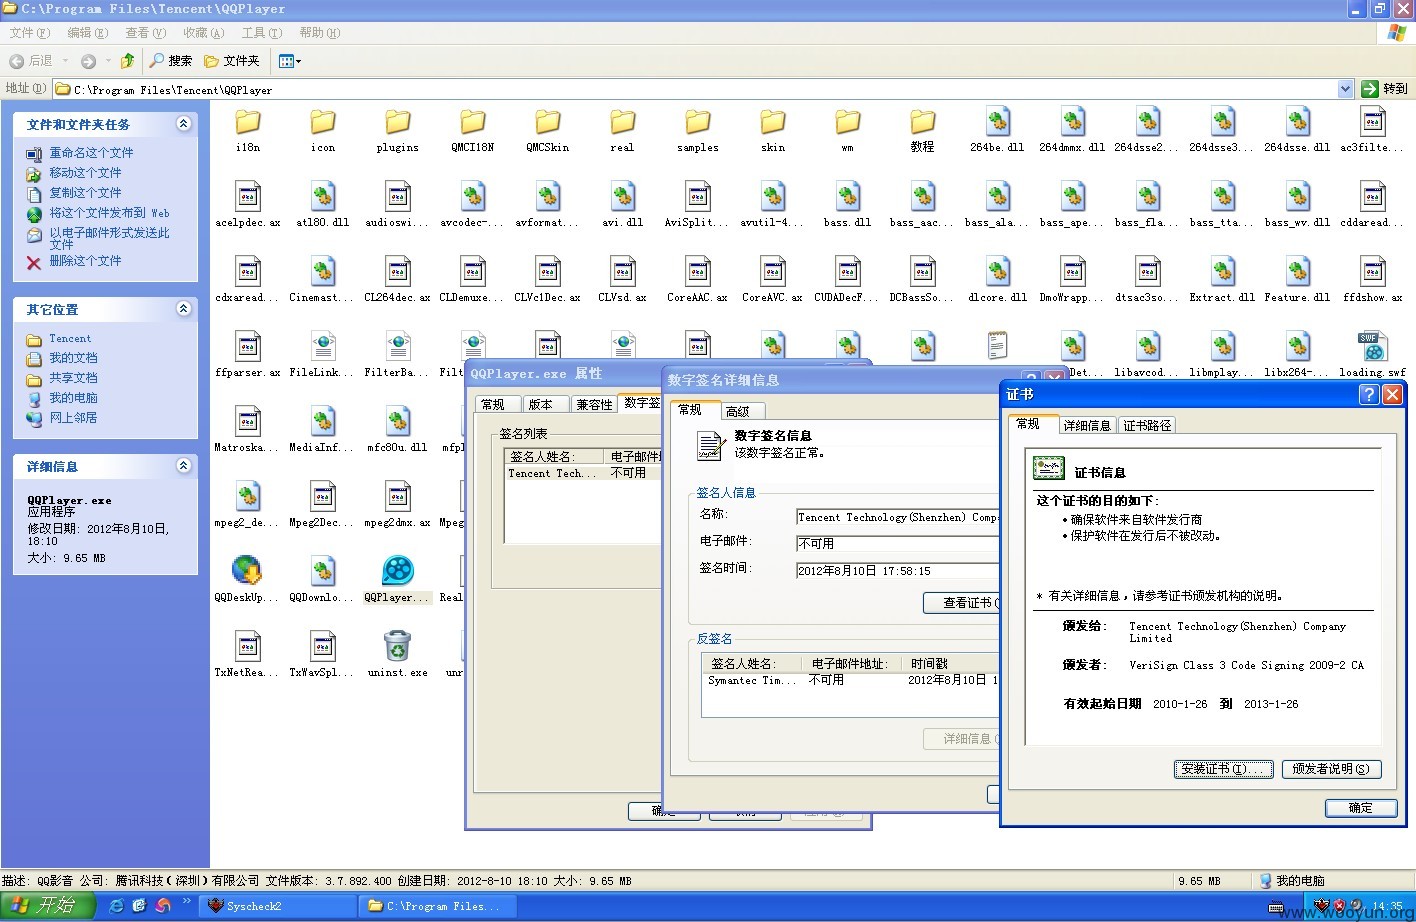 C:\Program Files\Tencent\QQPlayer
文件(F) 编辑(E) 查看(V) 收藏(A) 工具(T) 帮助(H)
后退 搜索 文件夹
地址(D) C:\Program Files\Tencent\QQPlayer 转到
文件和文件夹任务
重命名这个文件
移动这个文件
复制这个文件
将这个文件发布到 Web
以电子邮件形式发送此
文件
删除这个文件
其它位置
Tencent
我的文档
共享文档
我的电脑
网上邻居
详细信息
QQPlayer.exe
应用程序
修改日期: 2012年8月10日,
18:10
大小: 9.65 MB
i18n icon plugins QMCI18N QMCSkin real samples skin wm 教程 264be.dll 264dmmx.dll 264dsse2... 264dsse3... 264dsse.dll ac3filte...
acelpdec.ax atl80.dll audioswi... avcodec-... avformat... avi.dll AviSplit... avutil-4... bass.dll bass_aac... bass_ala... bass_ape... bass_fla... bass_tta... bass_wv.dll cddaread...
cdxaread... Cinemast... CL264dec.ax CLDemuxe... CLVc1Dec.ax CLVsd.ax CoreAAC.ax CoreAVC.ax CUDADecF... DCBassSo... dlcore.dll DmoWrapp... dtsac3so... Extract.dll Feature.dll ffdshow.ax
ffparser.ax FileLink... FilterBa... Filt Det... libavcod... libmplay... libx264-... loading.swf
Matroska... MediaInf... mfc80u.dll mfpl
mpeg2_de... Mpeg2Dec... mpeg2dmx.ax Mpeg
QQDeskUp... QQDownlo... QQPlayer... Real
TxNetRea... TxWavSpl... uninst.exe unr
QQPlayer.exe 属性
常规 版本 兼容性 数字签
签名列表
签名人姓名: 电子邮件
Tencent Tech... 不可用
数字签名详细信息
常规 高级
数字签名信息
该数字签名正常。
签名人信息
名称: Tencent Technology(Shenzhen) Comp
电子邮件: 不可用
签名时间: 2012年8月10日 17:58:15
查看证书(
反签名
签名人姓名: 电子邮件地址: 时间戳
Symantec Tim... 不可用 2012年8月10日 1
详细信息(
证书
常规 详细信息 证书路径
证书信息
这个证书的目的如下:
•确保软件来自软件发行商
•保护软件在发行后不被改动。
* 有关详细信息，请参考证书颁发机构的说明。
颁发给: Tencent Technology(Shenzhen) Company
Limited
颁发者: VeriSign Class 3 Code Signing 2009-2 CA
有效起始日期 2010-1-26 到 2013-1-26
安装证书(I)... 颁发者说明(S)
确定
描述: QQ影音 公司: 腾讯科技（深圳）有限公司 文件版本: 3.7.892.400 创建日期: 2012-8-10 18:10 大小: 9.65 MB 9.65 MB 我的电脑
开始 Syscheck2 C:\Program Files... 14:35
www.wooyun.org